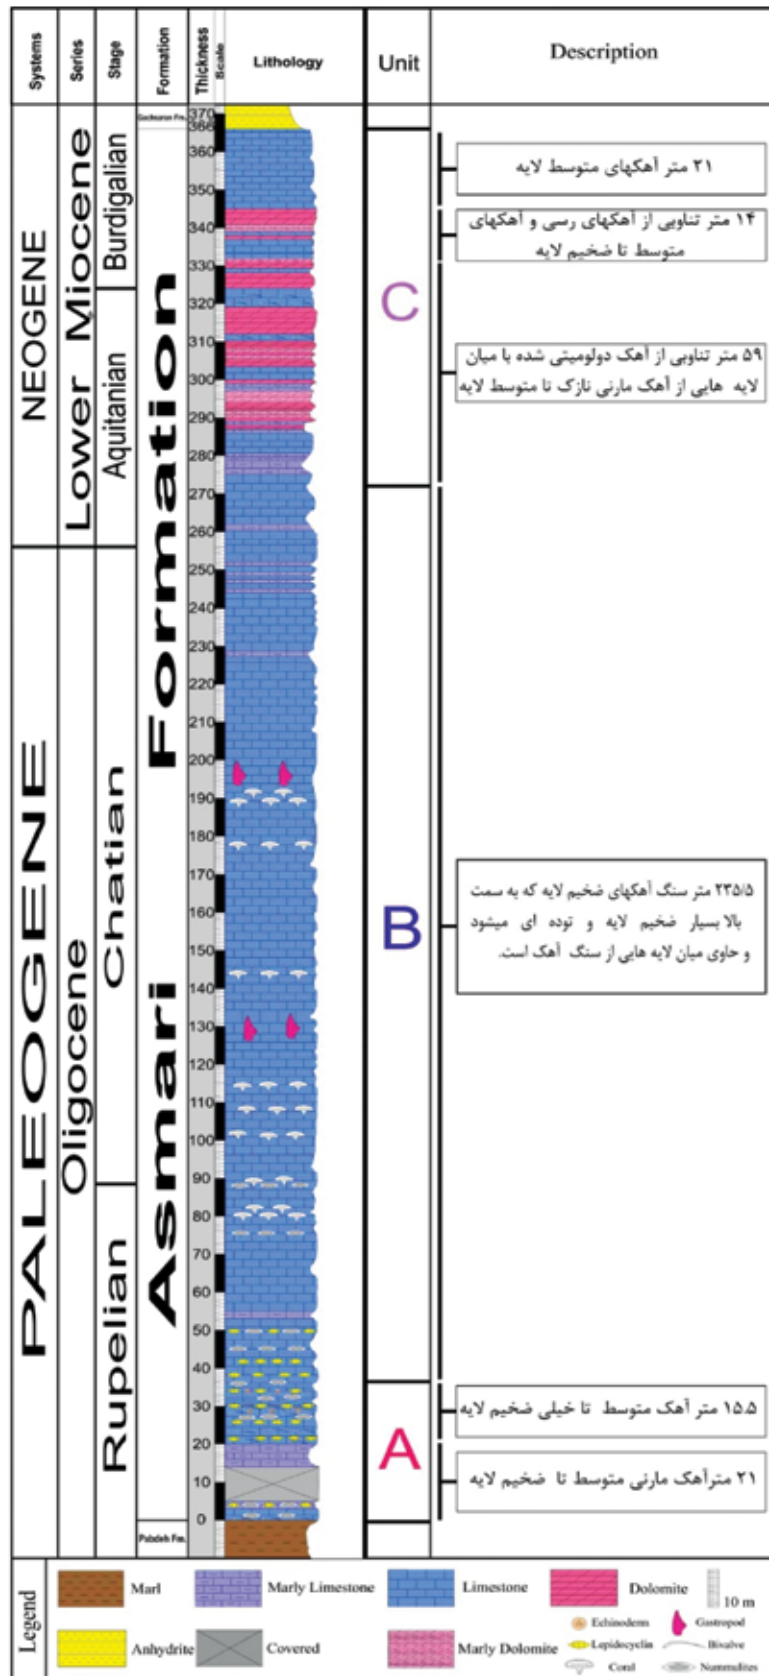 Systems
Series
Stage
Formation
Thickness
Scale
Lithology
Unit
Description
NEOGENE
Lower Miocene
Burdigalian
Aquitanian
PALEOGENE
Oligocene
Chatian
Rupelian
Asmari Formation
Pabdeh Fm.
370
366
360
350
340
330
320
310
300
290
280
270
260
250
240
230
220
210
200
190
180
170
160
150
140
130
120
110
100
90
80
70
60
50
40
30
20
10
0
C
B
A
۲۱ متر آهکهای متوسط لایه
۱۴ متر تناوبی از آهکهای رسی و آهکهای
متوسط تا ضخیم لایه
۵۹ متر تناوبی از آهک دولومیتی شده با میان
لایه هایی از آهک مارنی نازک تا متوسط لایه
۲۳۵/۵ متر سنگ آهکهای ضخیم لایه که به سمت
بالا بسیار ضخیم لایه و توده ای میشود
و حاوی میان لایه هایی از سنگ آهک است.
۱۵.۵ متر آهک متوسط تا خیلی ضخیم لایه
۲۱ مترآهک مارنی متوسط تا ضخیم لایه
Legend
Marl
Marly Limestone
Limestone
Dolomite
10 m
Anhydrite
Covered
Marly Dolomite
Echinoderm
Gastropod
Lepidocyclin
Bivalve
Coral
Nummulites